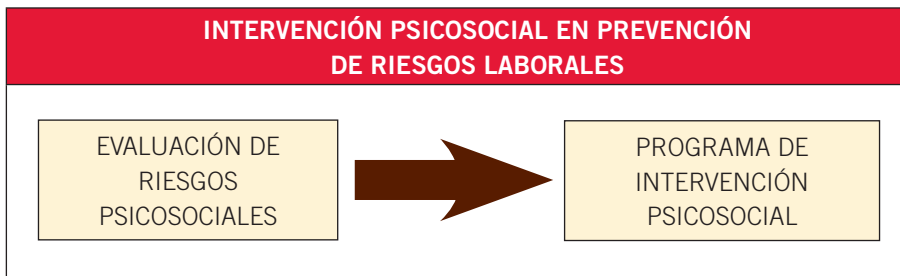 INTERVENCIÓN PSICOSOCIAL EN PREVENCIÓN
DE RIESGOS LABORALES
EVALUACIÓN DE
RIESGOS
PSICOSOCIALES
PROGRAMA DE
INTERVENCIÓN
PSICOSOCIAL